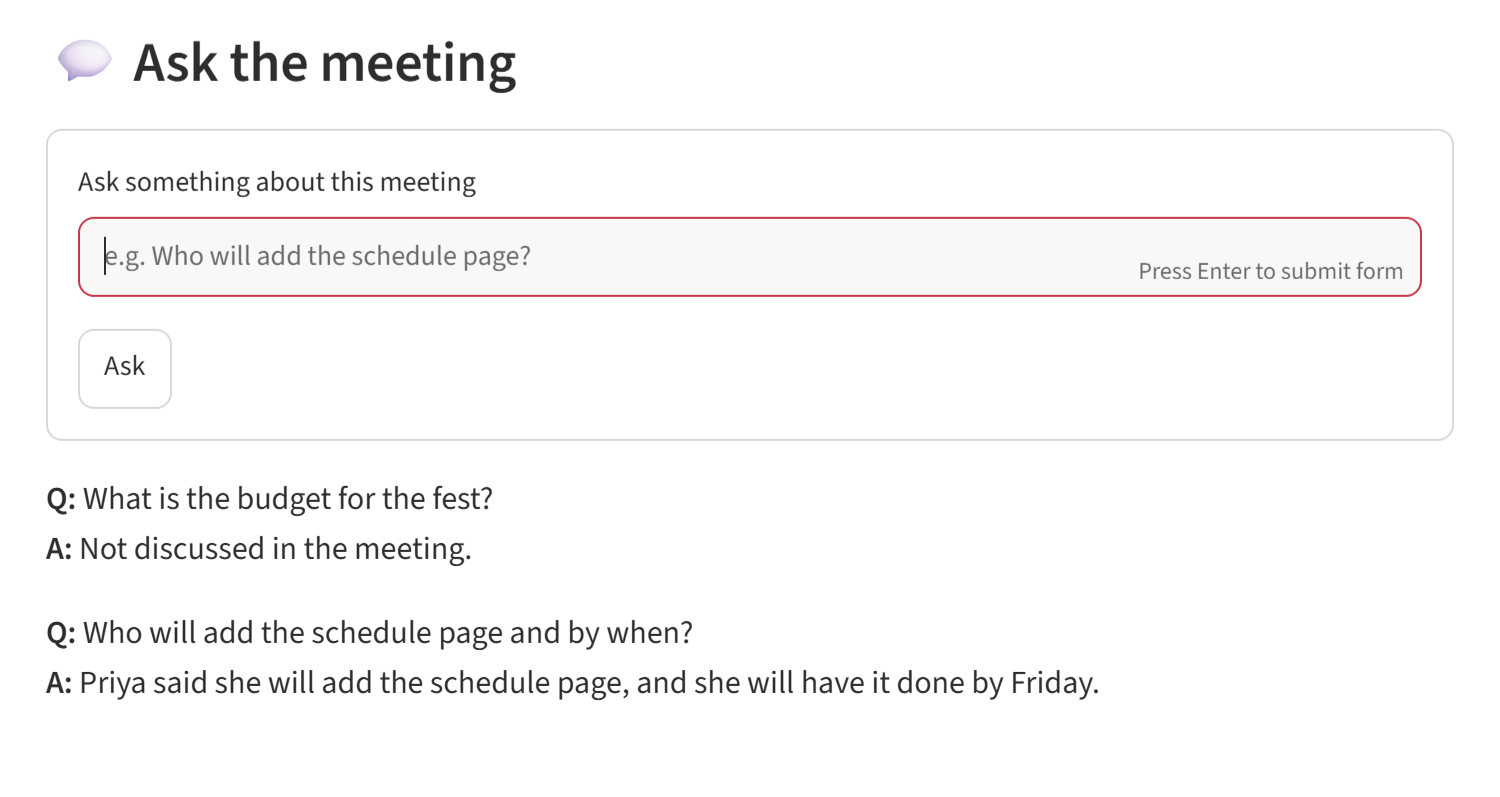 Ask the meeting
Ask something about this meeting
e.g. Who will add the schedule page?
Press Enter to submit form
Ask
Q: What is the budget for the fest?
A: Not discussed in the meeting.
Q: Who will add the schedule page and by when?
A: Priya said she will add the schedule page, and she will have it done by Friday.